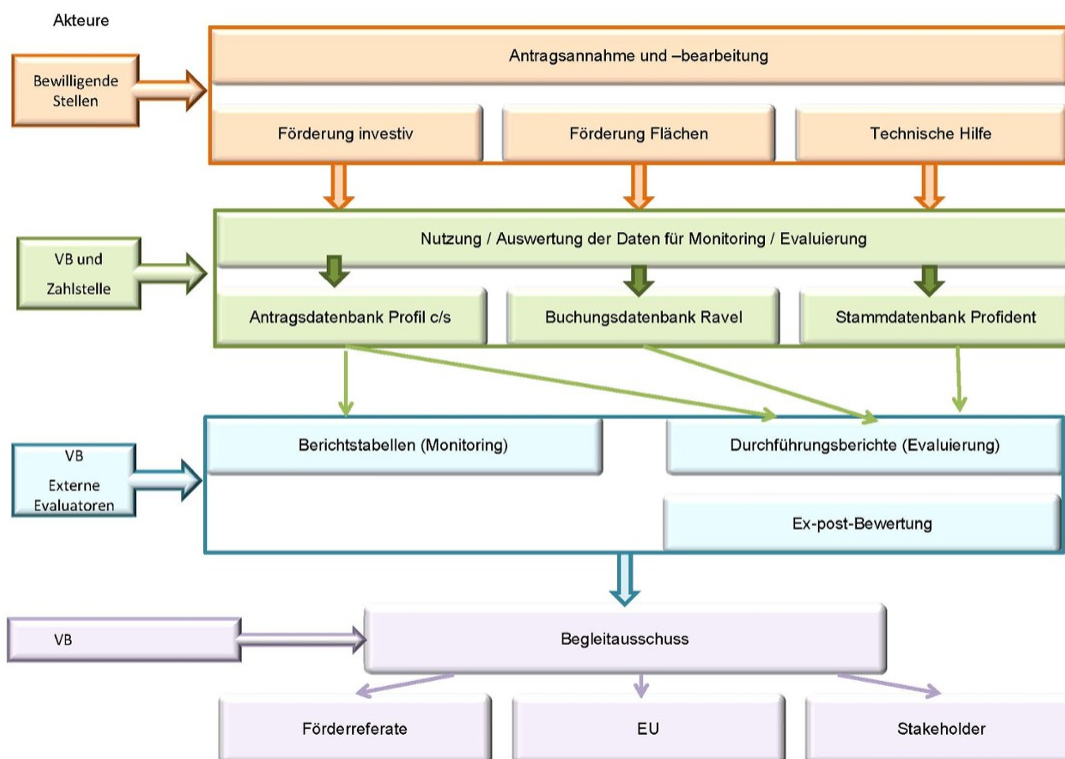 Akteure
Antragsannahme und –bearbeitung
Bewilligende
Stellen
Förderung investiv
Förderung Flächen
Technische Hilfe
Nutzung / Auswertung der Daten für Monitoring / Evaluierung
VB und
Zahlstelle
Antragsdatenbank Profil c/s
Buchungsdatenbank Ravel
Stammdatenbank Profident
Berichtstabellen (Monitoring)
Durchführungsberichte (Evaluierung)
VB
Externe
Evaluatoren
Ex-post-Bewertung
VB
Begleitausschuss
Förderreferate
EU
Stakeholder